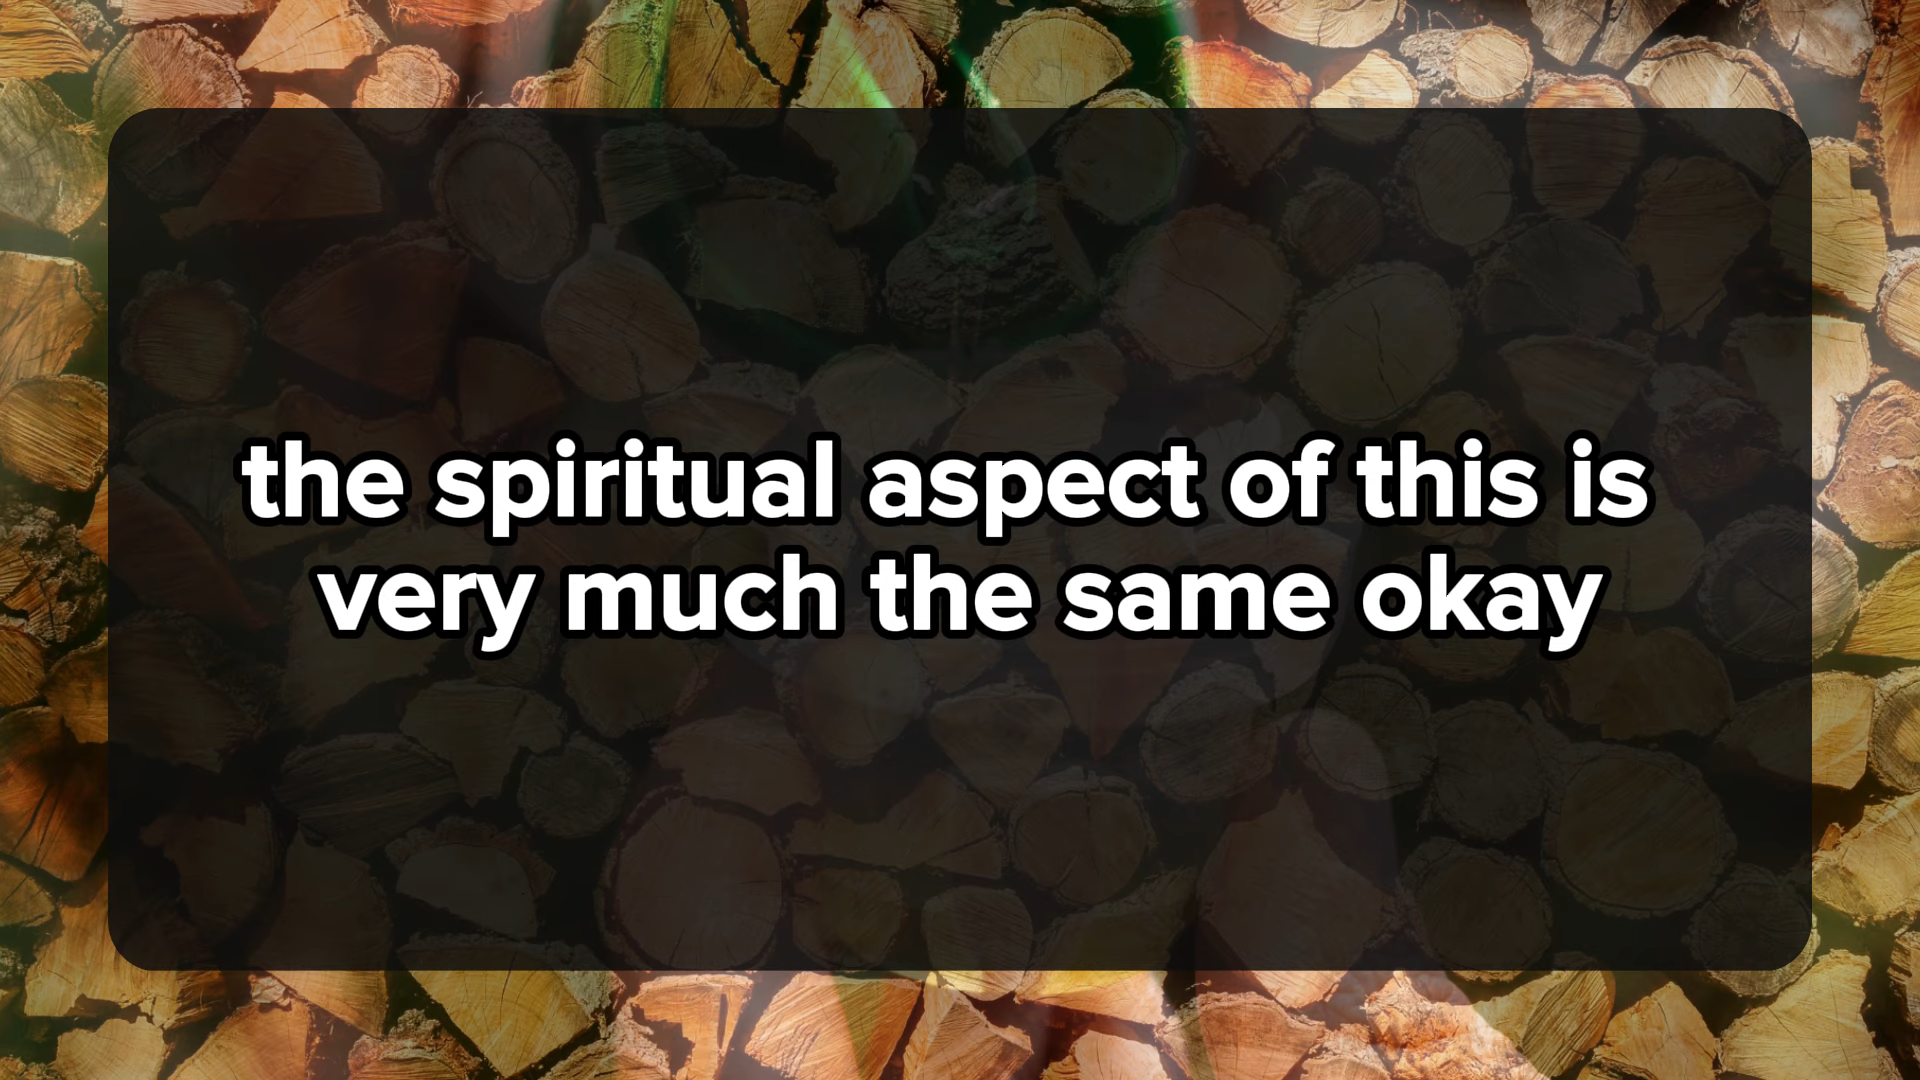 the spiritual aspect of this is
very much the same okay